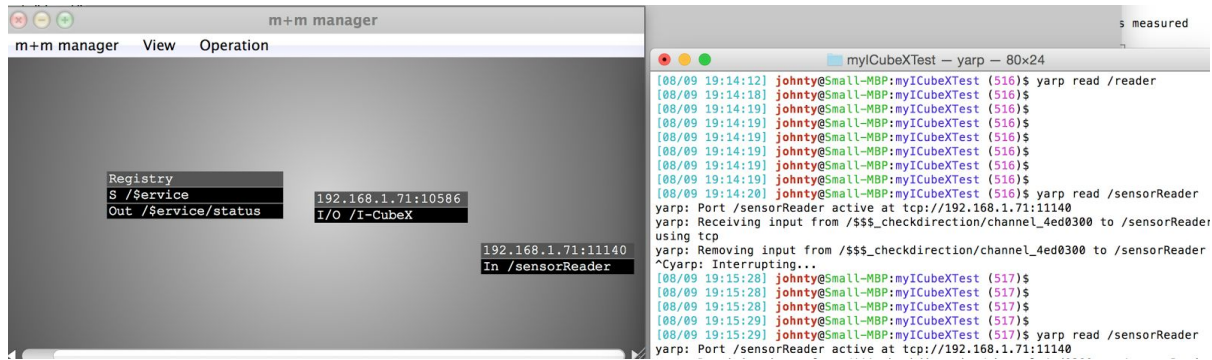 m+m manager
m+m manager View Operation
Registry
S /$ervice
Out /$ervice/status
192.168.1.71:10586
I/O /I-CubeX
192.168.1.71:11140
In /sensorReader
s measured
myICubeXTest — yarp — 80×24
[08/09 19:14:12] johnty@Small-MBP:myICubeXTest (516)$ yarp read /reader
[08/09 19:14:18] johnty@Small-MBP:myICubeXTest (516)$
[08/09 19:14:19] johnty@Small-MBP:myICubeXTest (516)$
[08/09 19:14:19] johnty@Small-MBP:myICubeXTest (516)$
[08/09 19:14:19] johnty@Small-MBP:myICubeXTest (516)$
[08/09 19:14:19] johnty@Small-MBP:myICubeXTest (516)$
[08/09 19:14:19] johnty@Small-MBP:myICubeXTest (516)$
[08/09 19:14:19] johnty@Small-MBP:myICubeXTest (516)$
[08/09 19:14:20] johnty@Small-MBP:myICubeXTest (516)$ yarp read /sensorReader
yarp: Port /sensorReader active at tcp://192.168.1.71:11140
yarp: Receiving input from /$$$_checkdirection/channel_4ed0300 to /sensorReader
using tcp
yarp: Removing input from /$$$_checkdirection/channel_4ed0300 to /sensorReader
^Cyarp: Interrupting...
[08/09 19:15:28] johnty@Small-MBP:myICubeXTest (517)$
[08/09 19:15:28] johnty@Small-MBP:myICubeXTest (517)$
[08/09 19:15:29] johnty@Small-MBP:myICubeXTest (517)$
[08/09 19:15:29] johnty@Small-MBP:myICubeXTest (517)$ yarp read /sensorReader
yarp: Port /sensorReader active at tcp://192.168.1.71:11140